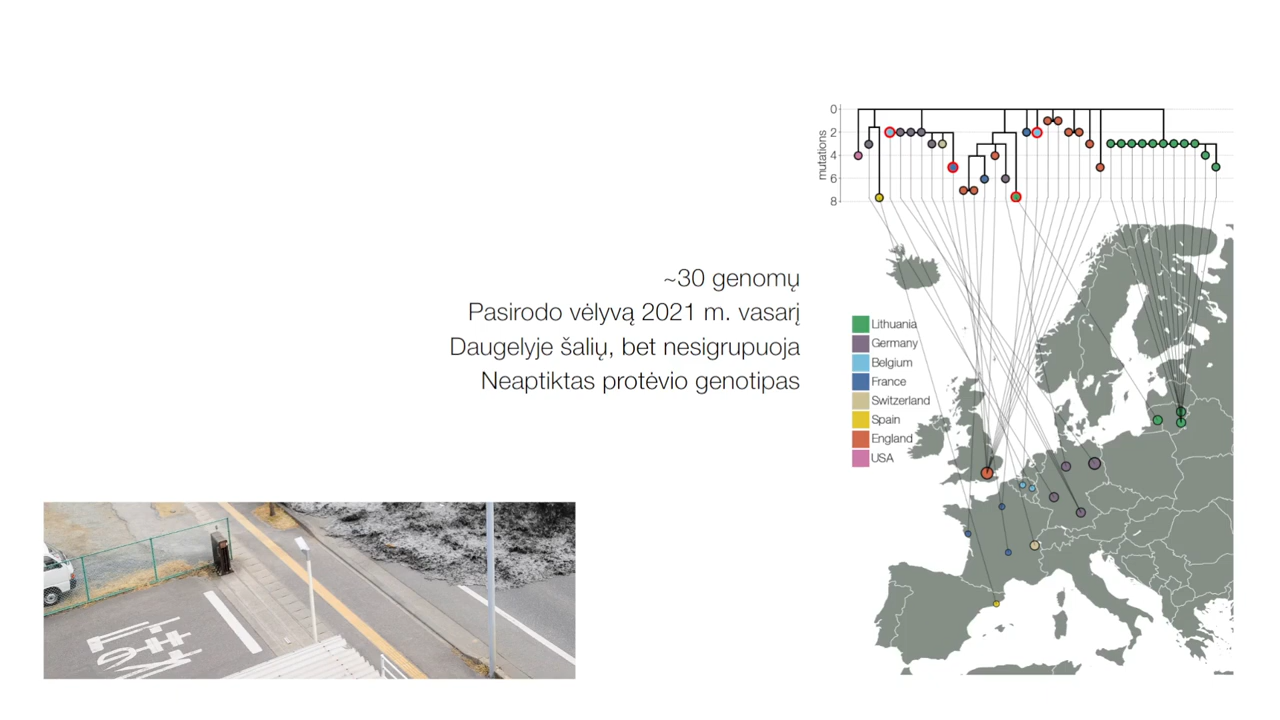 ~30 genomų
Pasirodo vėlyvą 2021 m. vasarį
Daugelyje šalių, bet nesigrupuoja
Neaptiktas protėvio genotipas
mutations
0
2
4
6
8
Lithuania
Germany
Belgium
France
Switzerland
Spain
England
USA